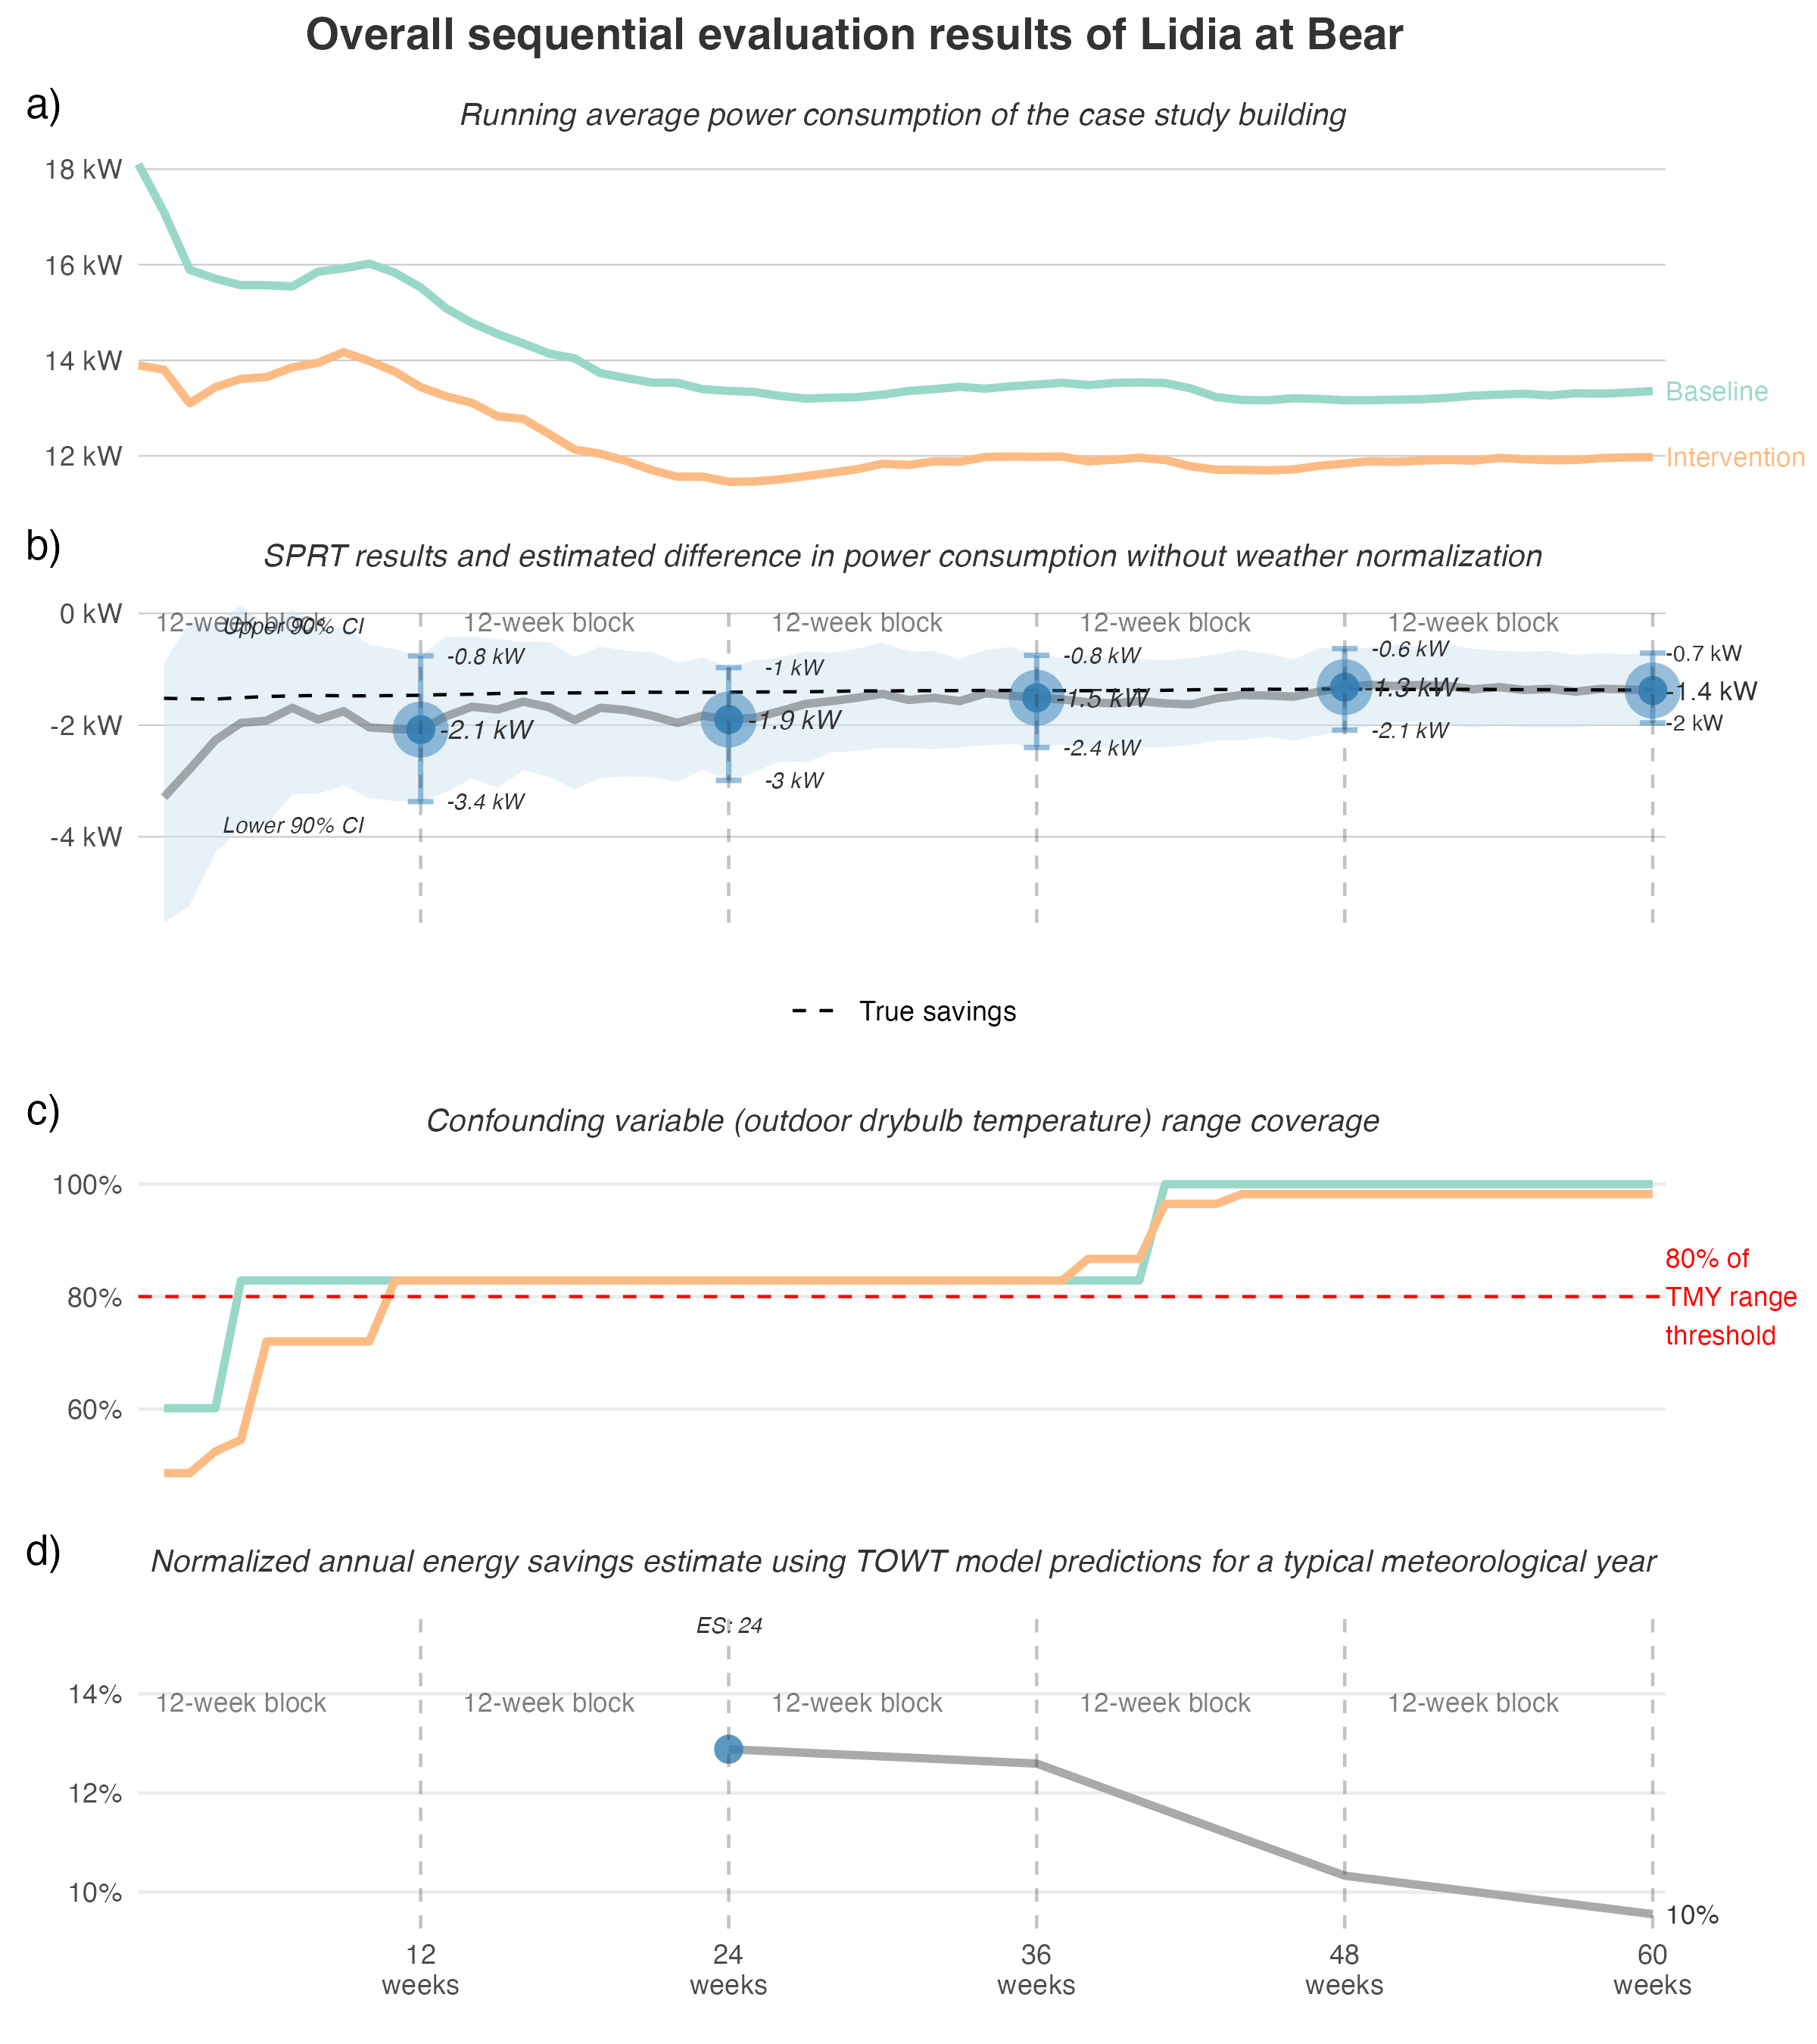 Overall sequential evaluation results of Lidia at Bear
a)
Running average power consumption of the case study building
18 kW
16 kW
14 kW
12 kW
Baseline
Intervention
b)
SPRT results and estimated difference in power consumption without weather normalization
0 kW
-2 kW
-4 kW
12-week block
12-week block
12-week block
12-week block
12-week block
Upper 90% CI
Lower 90% CI
-0.8 kW
-2.1 kW
-3.4 kW
-1 kW
-1.9 kW
-3 kW
-0.8 kW
-1.5 kW
-2.4 kW
-0.6 kW
-1.3 kW
-2.1 kW
-0.7 kW
-1.4 kW
-2 kW
True savings
c)
Confounding variable (outdoor drybulb temperature) range coverage
100%
80%
60%
80% of
TMY range
threshold
d)
Normalized annual energy savings estimate using TOWT model predictions for a typical meteorological year
ES: 24
14%
12%
10%
12-week block
12-week block
12-week block
12-week block
12-week block
10%
12
weeks
24
weeks
36
weeks
48
weeks
60
weeks